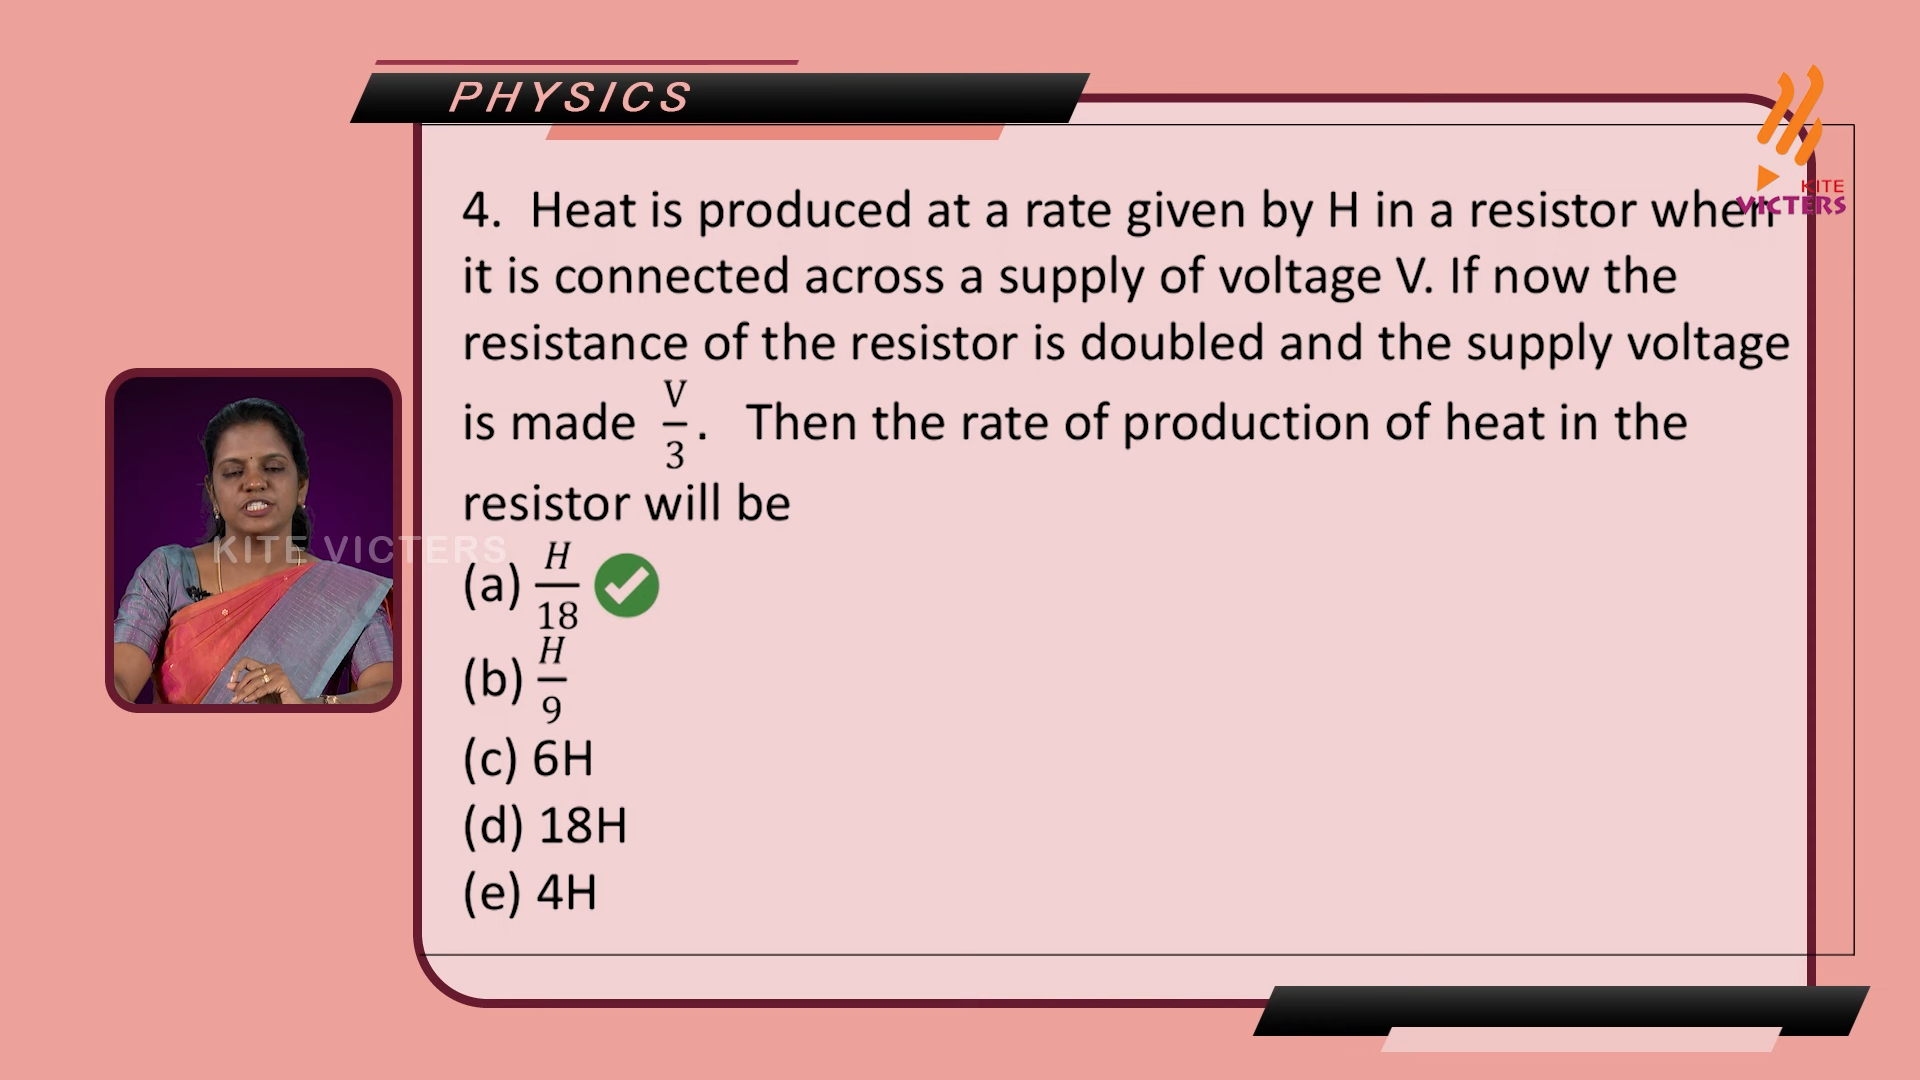 PHYSICS
KITE
VICTERS
4. Heat is produced at a rate given by H in a resistor when
it is connected across a supply of voltage V. If now the
resistance of the resistor is doubled and the supply voltage
is made V/3. Then the rate of production of heat in the
resistor will be
KITE VICTERS
(a) H/18
(b) H/9
(c) 6H
(d) 18H
(e) 4H